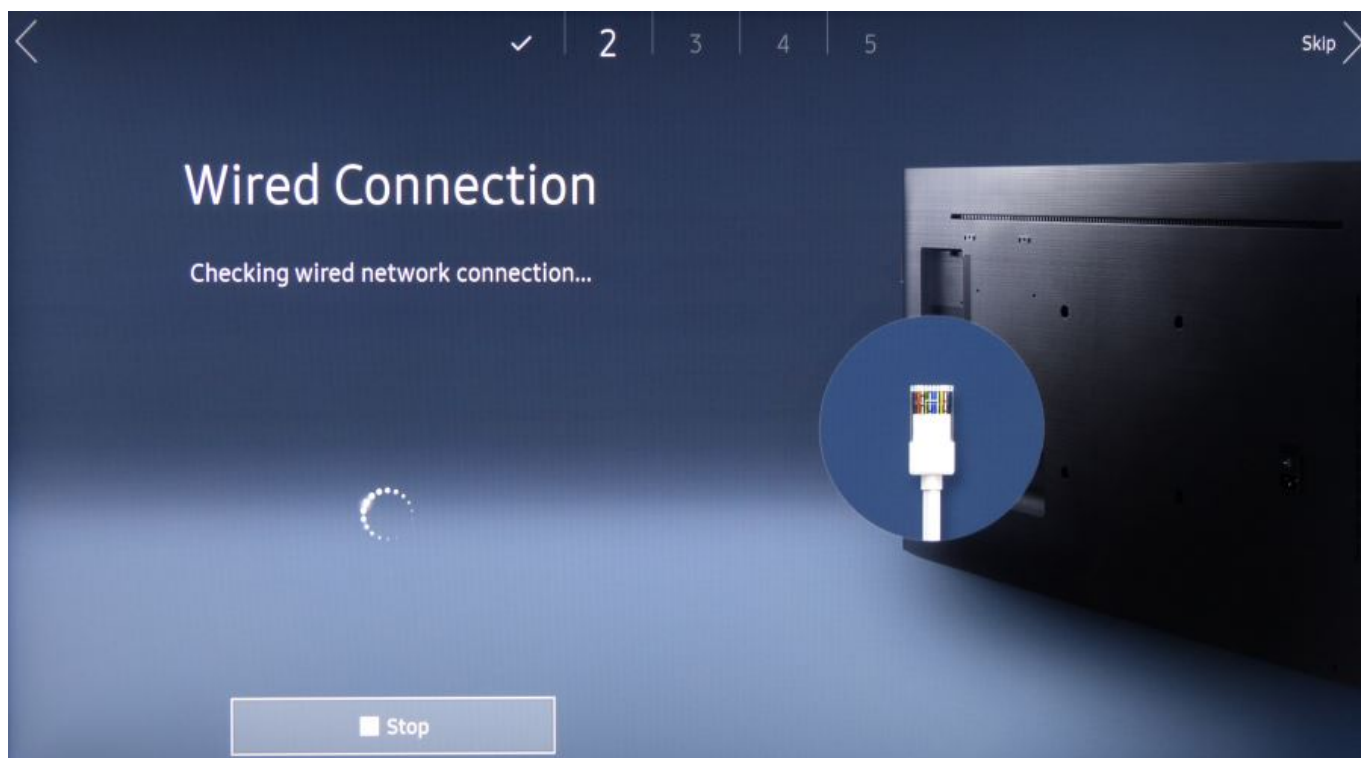 ✓ 2 3 4 5
Skip
Wired Connection
Checking wired network connection...
Stop